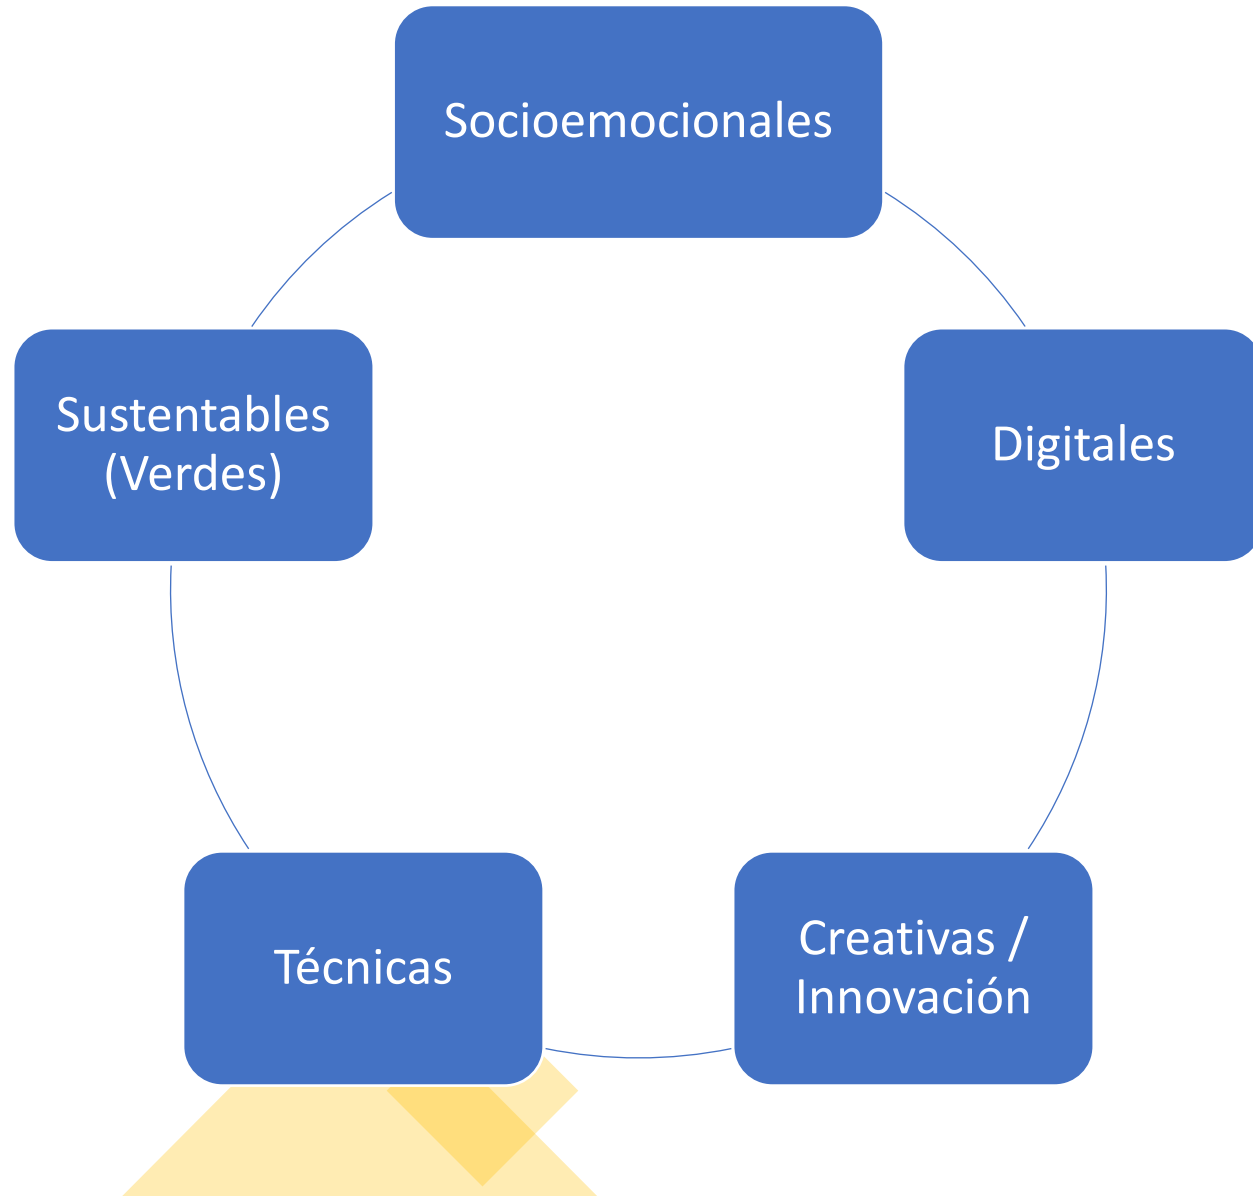 Socioemocionales
Sustentables
(Verdes)
Digitales
Técnicas
Creativas /
Innovación